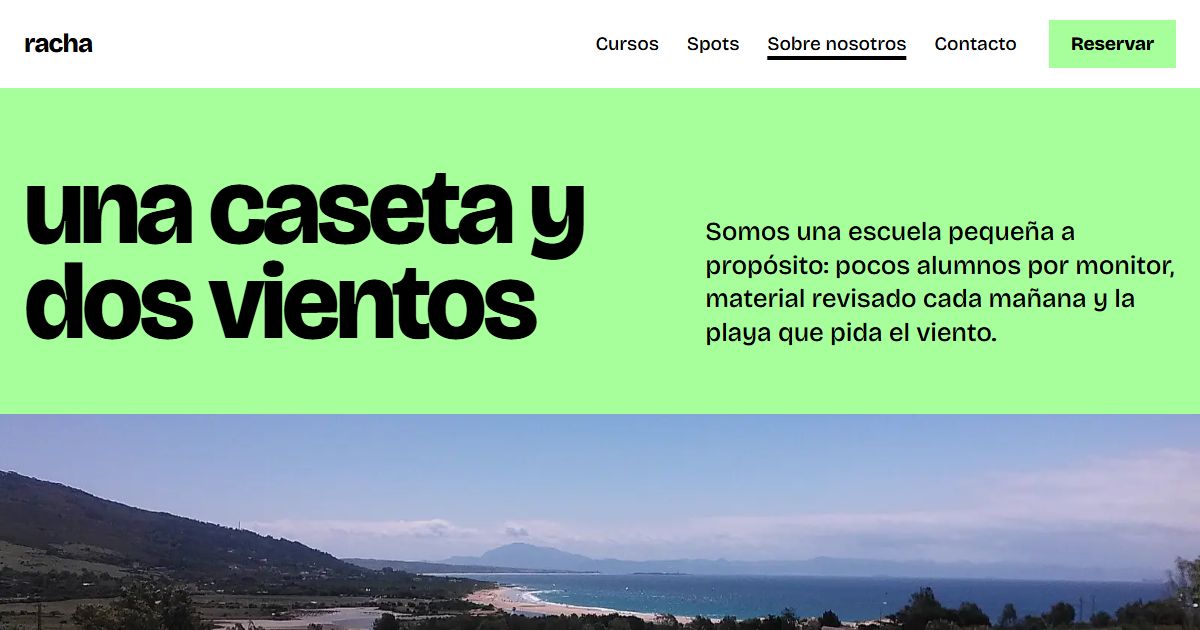 racha
Cursos
Spots
Sobre nosotros
Contacto
Reservar
una caseta y
dos vientos
Somos una escuela pequeña a
propósito: pocos alumnos por monitor,
material revisado cada mañana y la
playa que pida el viento.